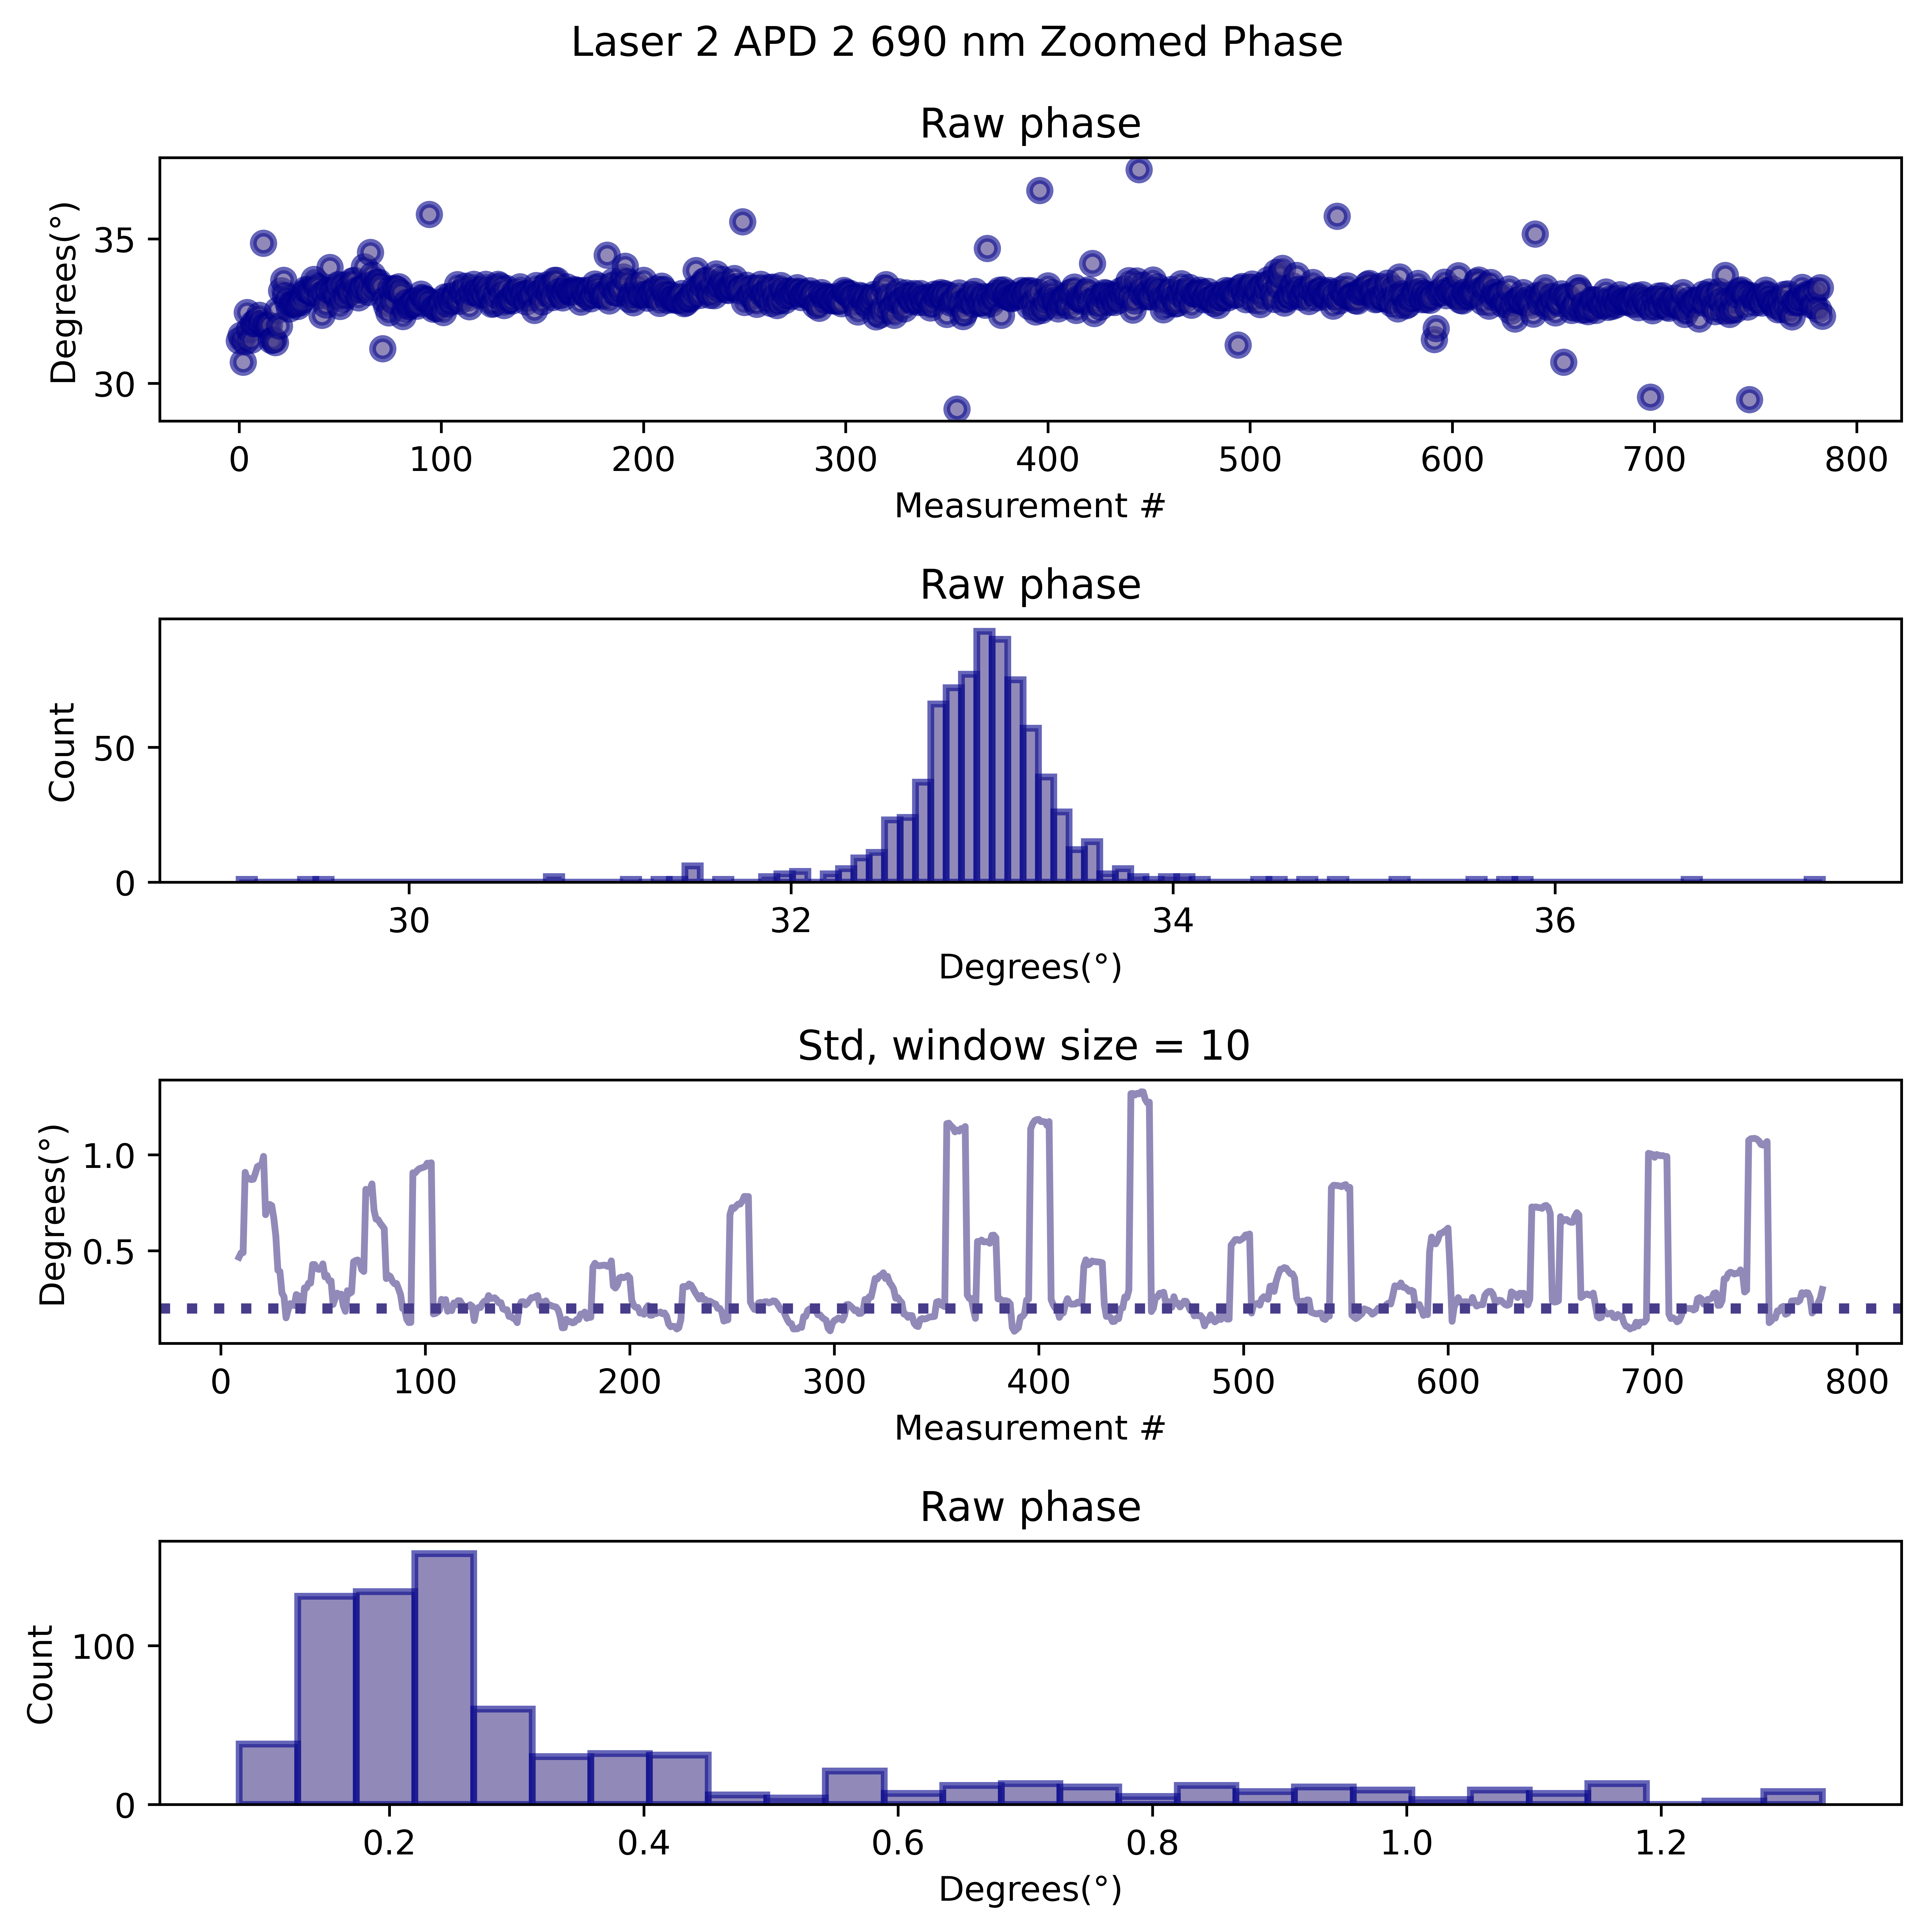 Laser 2 APD 2 690 nm Zoomed Phase
Raw phase
Degrees(°)
35
30
0 100 200 300 400 500 600 700 800
Measurement #
Raw phase
Count
50
0
30 32 34 36
Degrees(°)
Std, window size = 10
Degrees(°)
1.0
0.5
0 100 200 300 400 500 600 700 800
Measurement #
Raw phase
Count
100
0
0.2 0.4 0.6 0.8 1.0 1.2
Degrees(°)